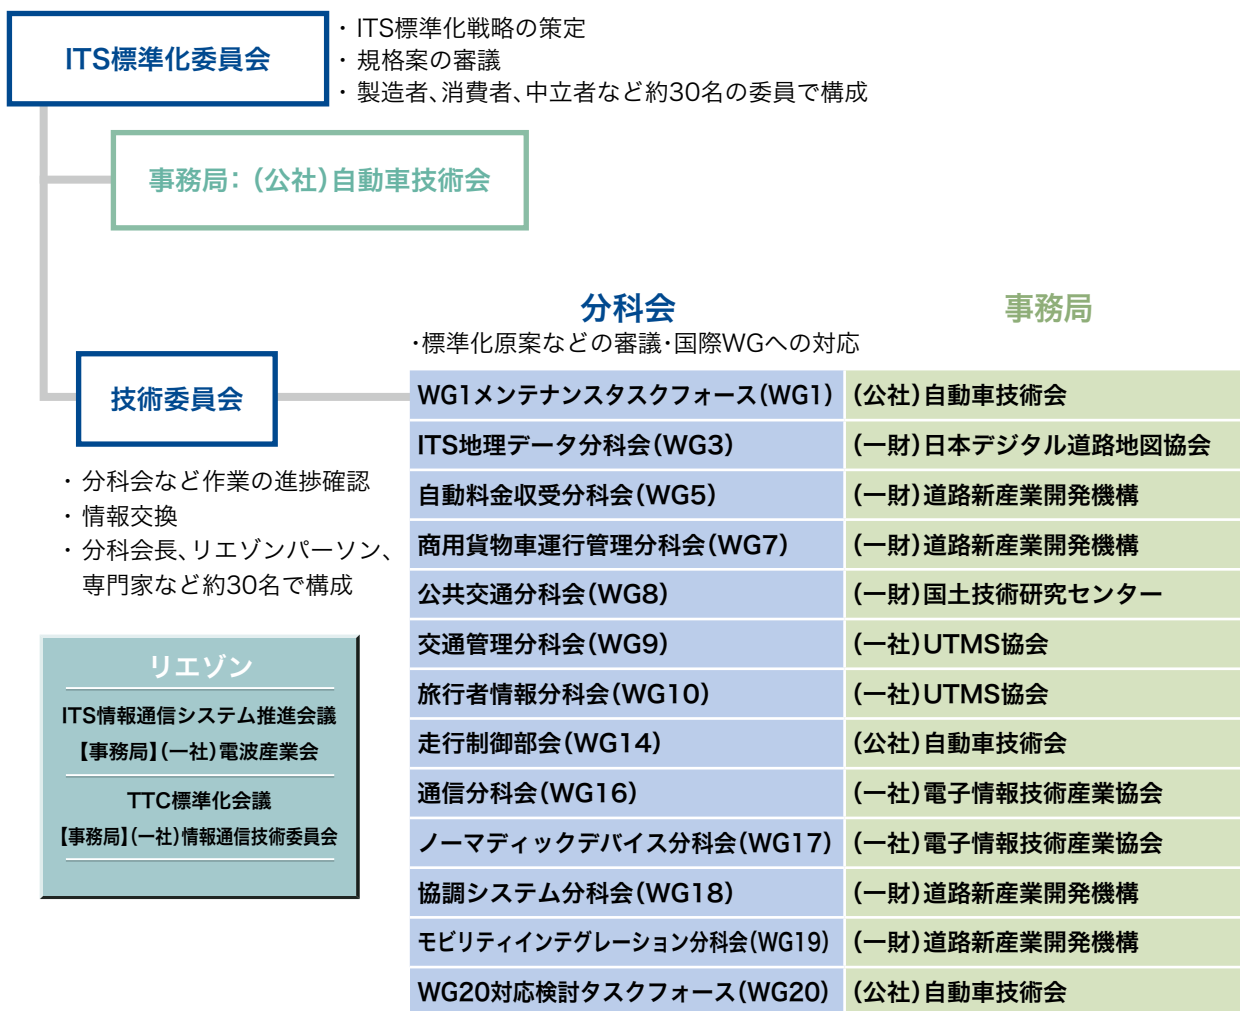 ITS標準化委員会
・ ITS標準化戦略の策定
・ 規格案の審議
・ 製造者、消費者、中立者など約30名の委員で構成
事務局：（公社）自動車技術会
分科会
・標準化原案などの審議・国際WGへの対応
事務局
技術委員会
・ 分科会など作業の進捗確認
・ 情報交換
・ 分科会長、リエゾンパーソン、
専門家など約30名で構成
リエゾン
ITS情報通信システム推進会議
【事務局】（一社）電波産業会
TTC標準化会議
【事務局】（一社）情報通信技術委員会
WG1メンテナンスタスクフォース（WG1） （公社）自動車技術会
ITS地理データ分科会（WG3） （一財）日本デジタル道路地図協会
自動料金収受分科会（WG5） （一財）道路新産業開発機構
商用貨物車運行管理分科会（WG7） （一財）道路新産業開発機構
公共交通分科会（WG8） （一財）国土技術研究センター
交通管理分科会（WG9） （一社）UTMS協会
旅行者情報分科会（WG10） （一社）UTMS協会
走行制御部会（WG14） （公社）自動車技術会
通信分科会（WG16） （一社）電子情報技術産業協会
ノーマディックデバイス分科会（WG17） （一社）電子情報技術産業協会
協調システム分科会（WG18） （一財）道路新産業開発機構
モビリティインテグレーション分科会（WG19） （一財）道路新産業開発機構
WG20対応検討タスクフォース（WG20） （公社）自動車技術会